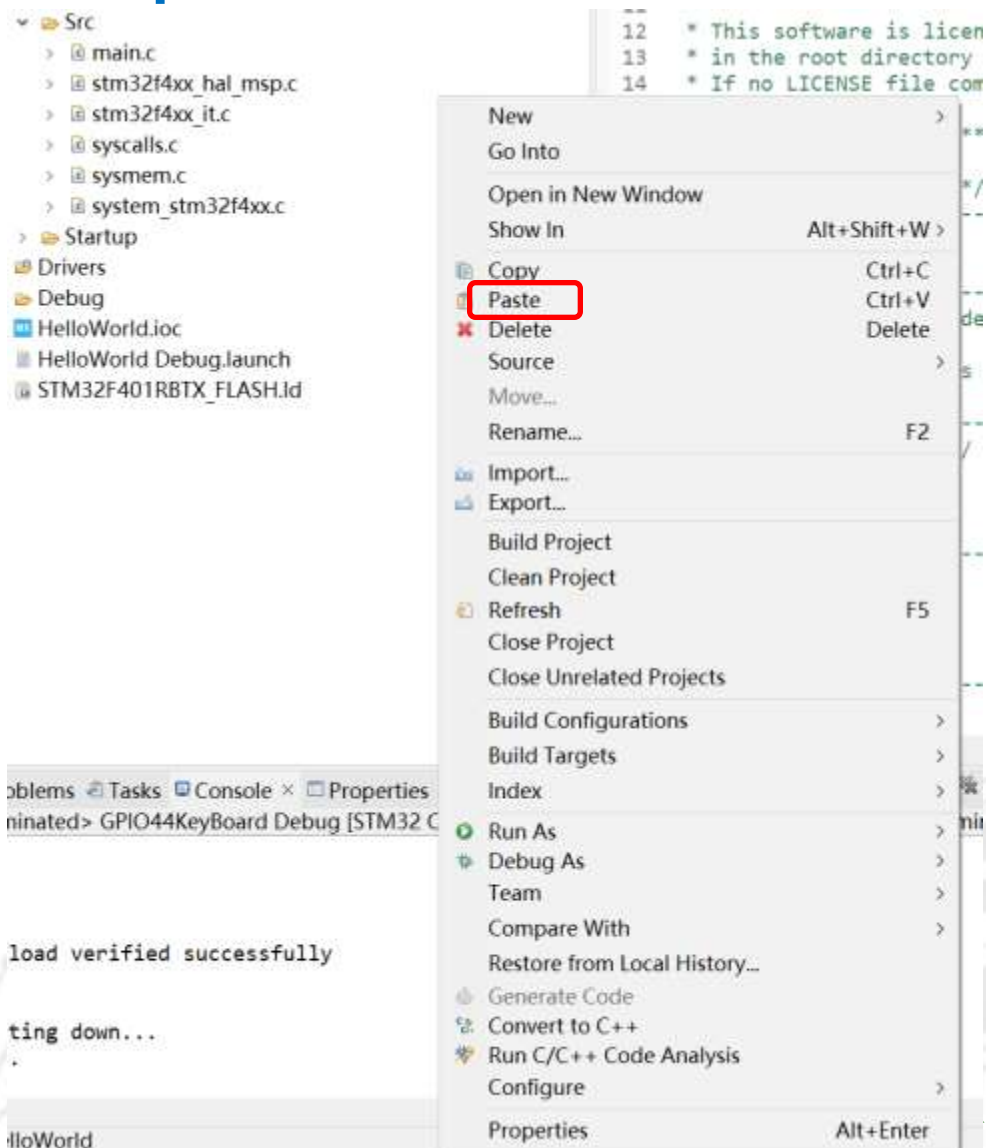 Src
main.c
stm32f4xx_hal_msp.c
stm32f4xx_it.c
syscalls.c
sysmem.c
system_stm32f4xx.c
Startup
Drivers
Debug
HelloWorld.ioc
HelloWorld Debug.launch
STM32F401RBTX_FLASH.ld
12 * This software is licen
13 * in the root directory
14 * If no LICENSE file com
**
*/
--
--
de
s
--
/
--
--
New >
Go Into
Open in New Window
Show In Alt+Shift+W >
Copy Ctrl+C
Paste Ctrl+V
Delete Delete
Source >
Move...
Rename... F2
Import...
Export...
Build Project
Clean Project
Refresh F5
Close Project
Close Unrelated Projects
Build Configurations >
Build Targets >
Index >
Run As >
Debug As >
Team >
Compare With >
Restore from Local History...
Generate Code
Convert to C++
Run C/C++ Code Analysis
Configure >
Properties Alt+Enter
oblems Tasks Console × Properties
minated> GPIO44KeyBoard Debug [STM32 C
load verified successfully
ting down...
.
lloWorld